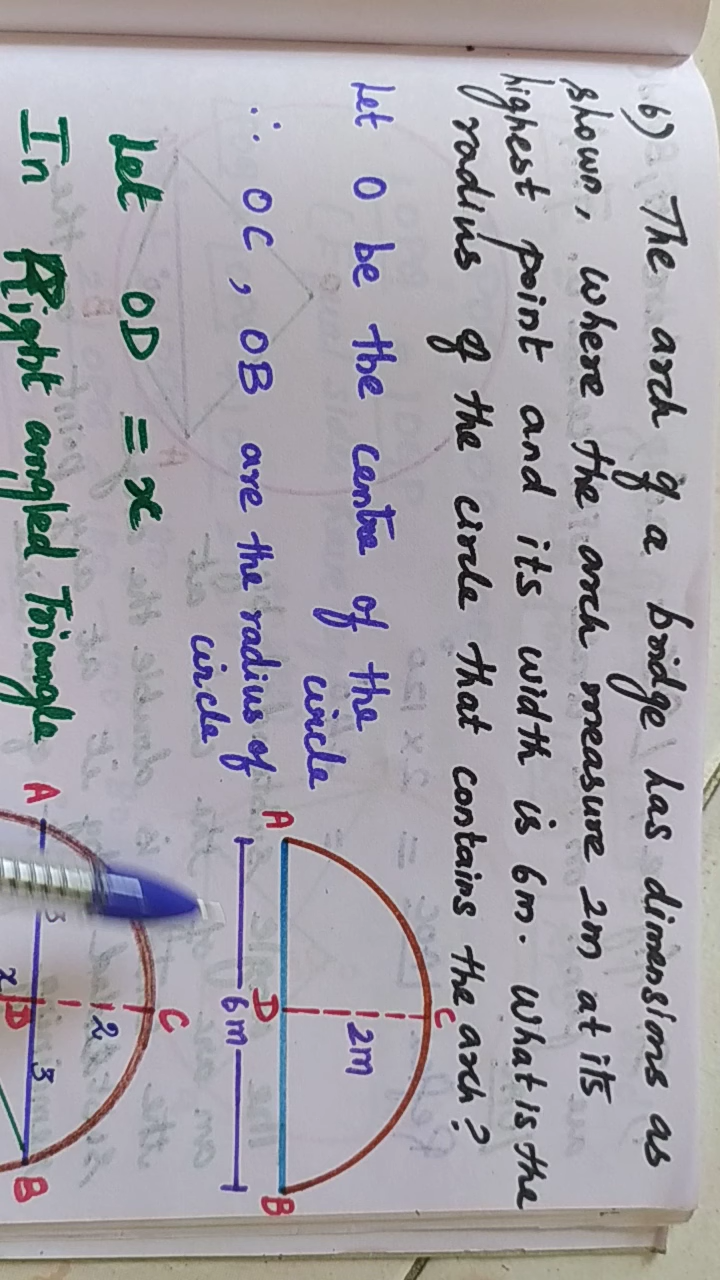 6) The arch of a bridge has dimensions as
shown, where the arch measure 2m at its
highest point and its width is 6m. What is the
radius of the circle that contains the arch?
Let O be the centre of the
circle
∴ OC, OB are the radius of
circle
Let OD = x
In Right angled Triangle
C
2m
A D B
6m
C
2
A 3 D 3 B
x